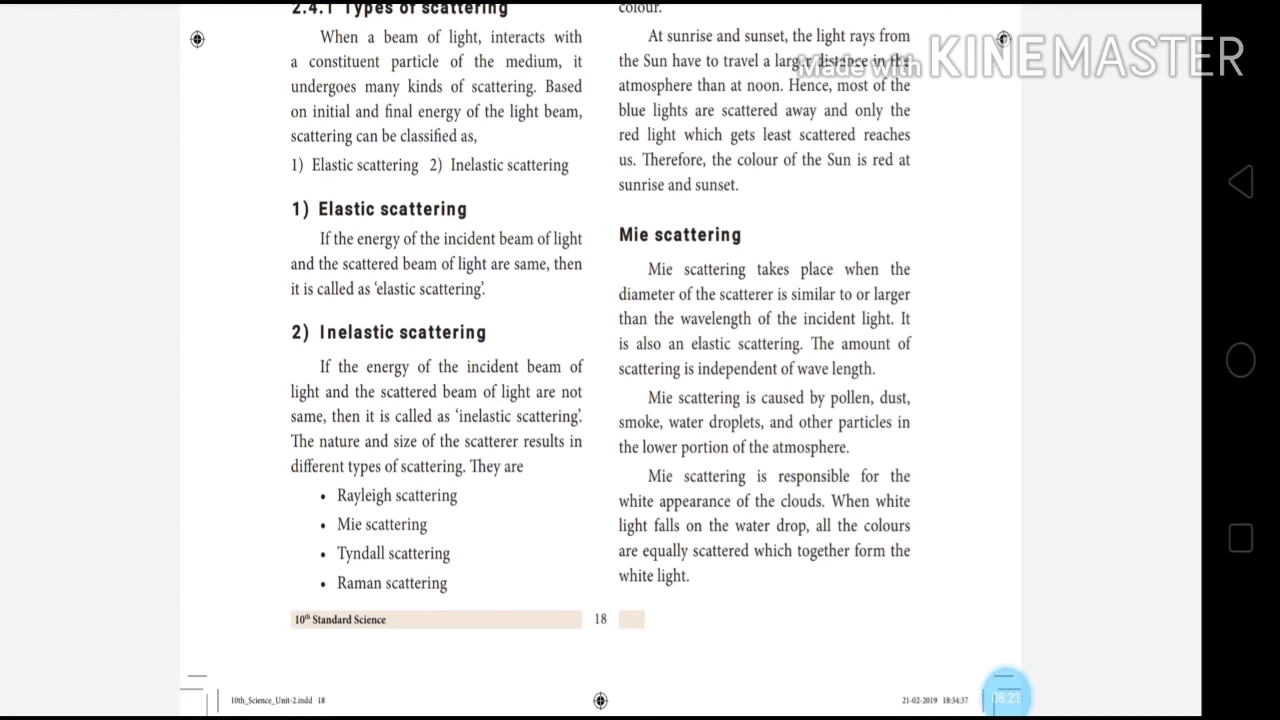 2.4.1 Types of scattering
When a beam of light, interacts with
a constituent particle of the medium, it
undergoes many kinds of scattering. Based
on initial and final energy of the light beam,
scattering can be classified as,
1) Elastic scattering 2) Inelastic scattering
1) Elastic scattering
If the energy of the incident beam of light
and the scattered beam of light are same, then
it is called as ‘elastic scattering’.
2) Inelastic scattering
If the energy of the incident beam of
light and the scattered beam of light are not
same, then it is called as ‘inelastic scattering’.
The nature and size of the scatterer results in
different types of scattering. They are
• Rayleigh scattering
• Mie scattering
• Tyndall scattering
• Raman scattering
colour.
At sunrise and sunset, the light rays from
the Sun have to travel a larger distance in the
atmosphere than at noon. Hence, most of the
blue lights are scattered away and only the
red light which gets least scattered reaches
us. Therefore, the colour of the Sun is red at
sunrise and sunset.
Mie scattering
Mie scattering takes place when the
diameter of the scatterer is similar to or larger
than the wavelength of the incident light. It
is also an elastic scattering. The amount of
scattering is independent of wave length.
Mie scattering is caused by pollen, dust,
smoke, water droplets, and other particles in
the lower portion of the atmosphere.
Mie scattering is responsible for the
white appearance of the clouds. When white
light falls on the water drop, all the colours
are equally scattered which together form the
white light.
10th Standard Science
18
10th_Science_Unit-2.indd 18
21-02-2019 18:34:37
08:21
Made with KINEMASTER